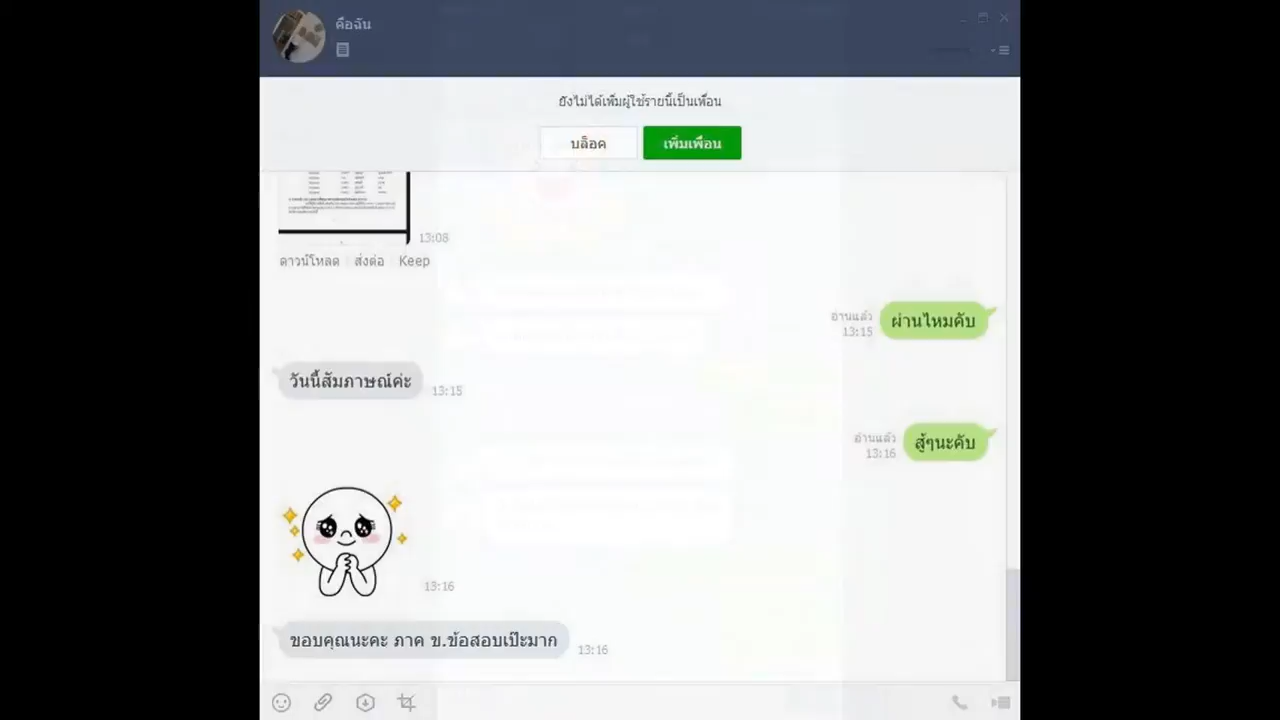 คือฉัน
ยังไม่ได้เพิ่มผู้ใช้รายนี้เป็นเพื่อน
บล็อค เพิ่มเพื่อน
13:08
ดาวน์โหลด ส่งต่อ Keep
อ่านแล้ว
13:15 ผ่านไหมคับ
วันนี้สัมภาษณ์ค่ะ 13:15
อ่านแล้ว
13:16 สู้ๆนะคับ
13:16
ขอบคุณนะคะ ภาค ข.ข้อสอบเป๊ะมาก 13:16